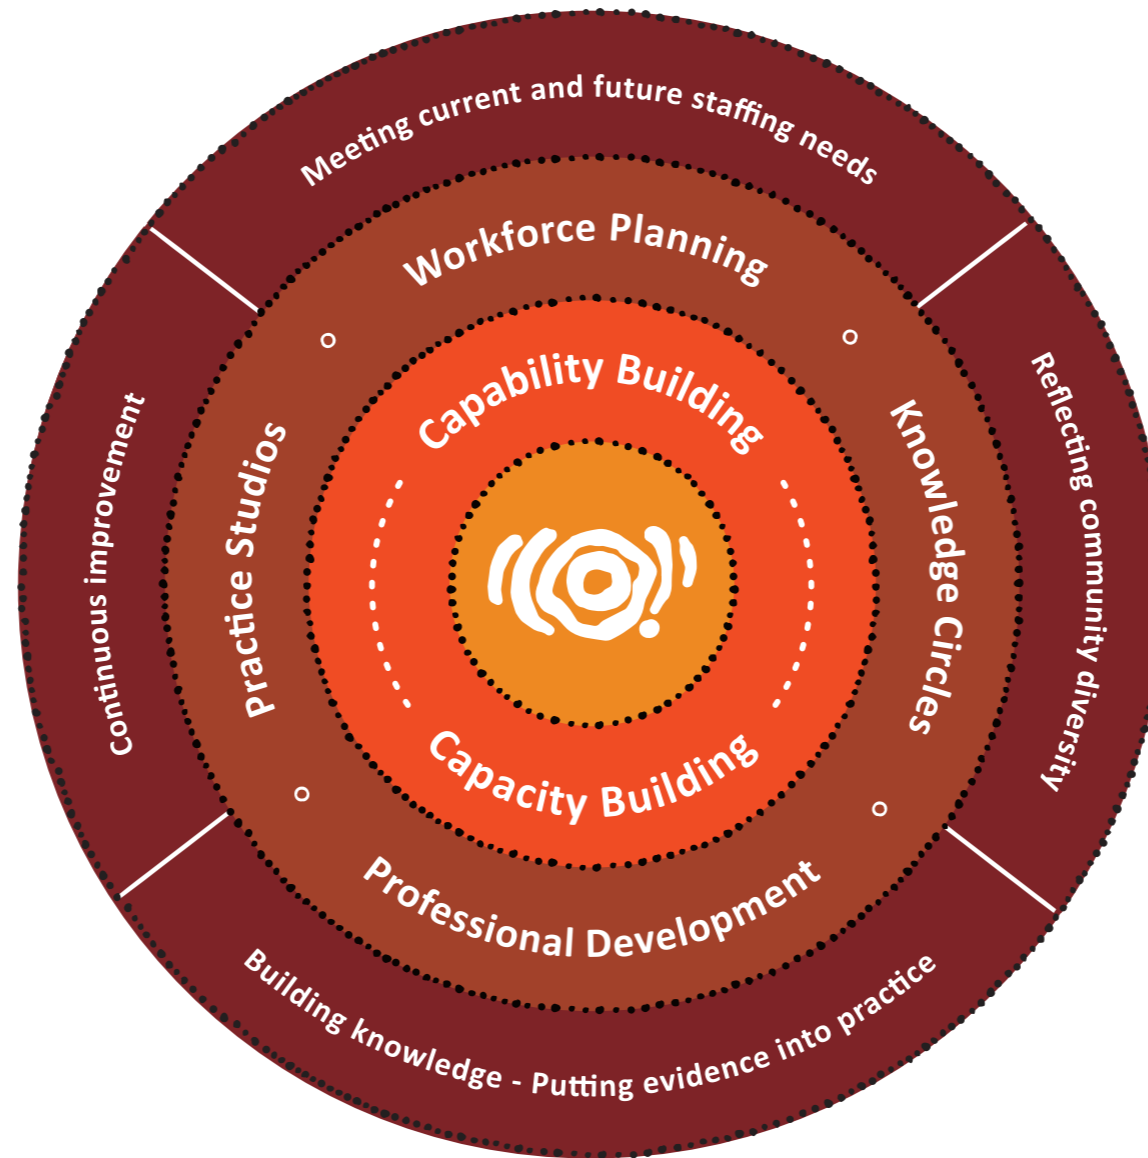 Meeting current and future staffing needs
Workforce Planning
Capability Building
Continuous improvement
Practice Studios
Knowledge Circles
Reflecting community diversity
Capacity Building
Professional Development
Building knowledge - Putting evidence into practice